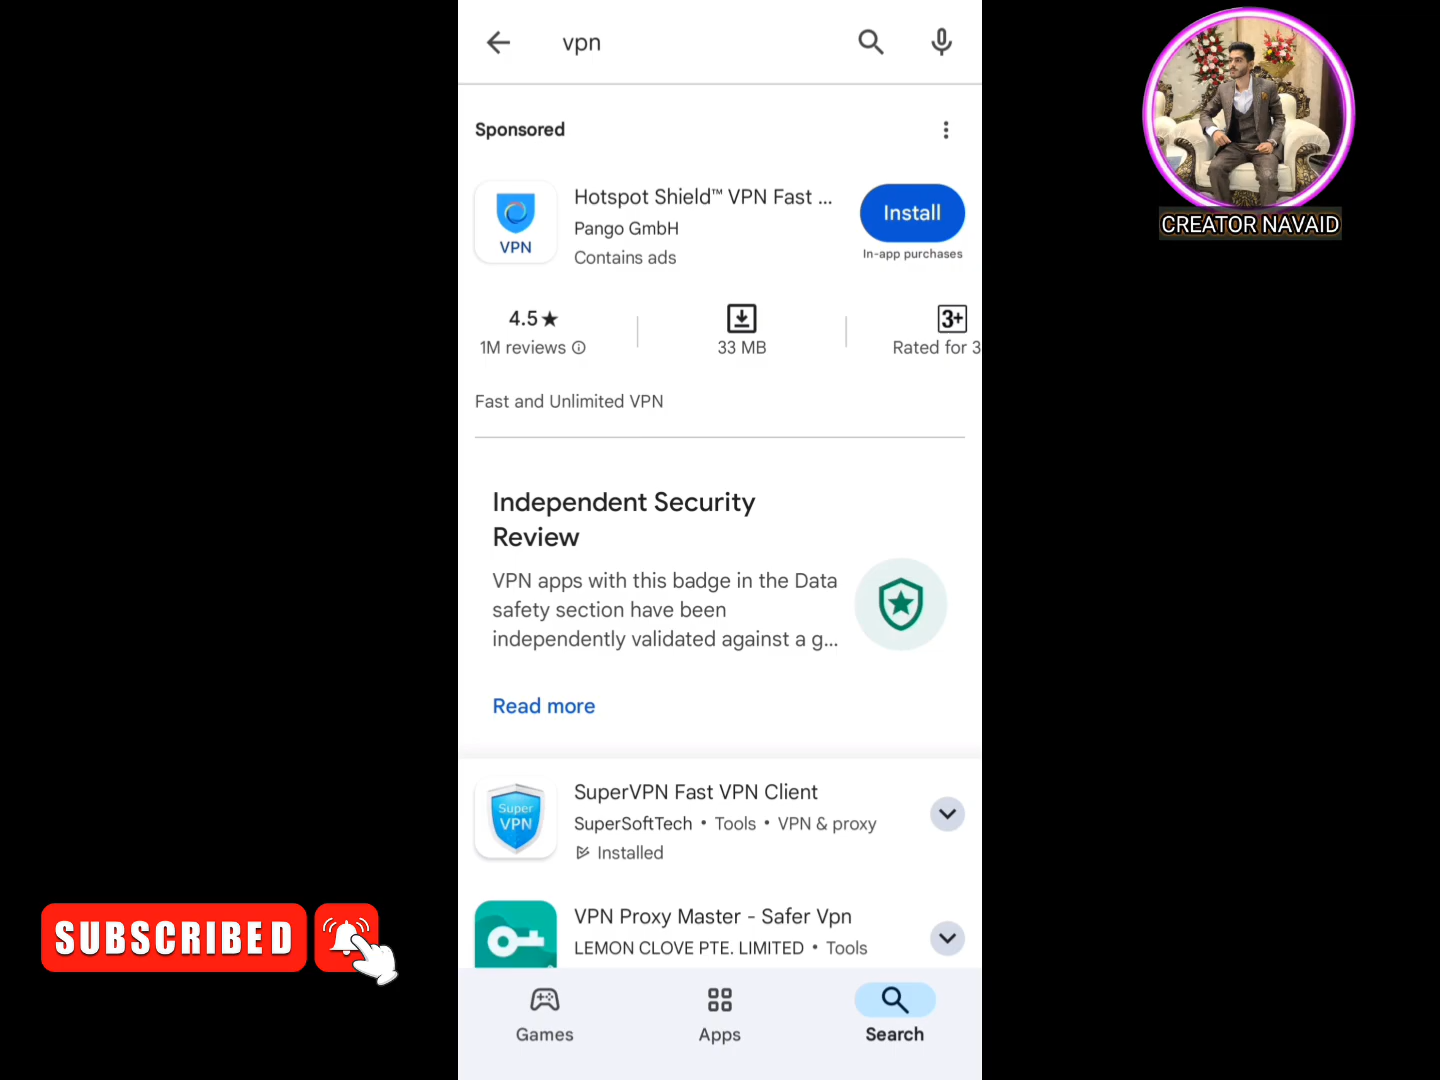 vpn
Sponsored
VPN
Hotspot Shield™ VPN Fast ...
Pango GmbH
Contains ads
Install
In-app purchases
4.5★
1M reviews
33 MB
3+
Rated for 3
Fast and Unlimited VPN
Independent Security
Review
VPN apps with this badge in the Data
safety section have been
independently validated against a g...
Read more
Super
VPN
SuperVPN Fast VPN Client
SuperSoftTech • Tools • VPN & proxy
Installed
VPN Proxy Master - Safer Vpn
LEMON CLOVE PTE. LIMITED • Tools
Games
Apps
Search
CREATOR NAVAID
SUBSCRIBED